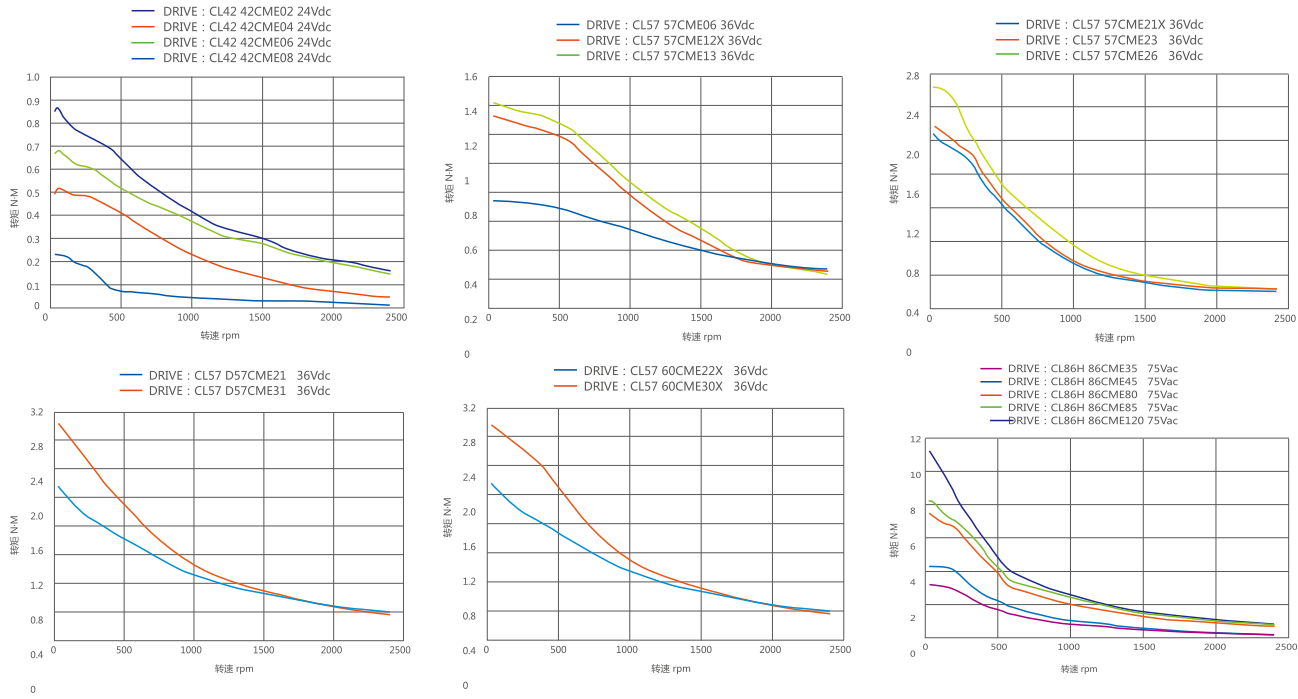 DRIVE : CL42 42CME02 24Vdc
DRIVE : CL42 42CME04 24Vdc
DRIVE : CL42 42CME06 24Vdc
DRIVE : CL42 42CME08 24Vdc
转矩 N·M
1.0
0.9
0.8
0.7
0.6
0.5
0.4
0.3
0.2
0.1
0
0 500 1000 1500 2000 2500
转速 rpm
DRIVE : CL57 57CME06 36Vdc
DRIVE : CL57 57CME12X 36Vdc
DRIVE : CL57 57CME13 36Vdc
转矩 N·M
1.6
1.4
1.2
1
0.8
0.6
0.4
0.2
0
0 500 1000 1500 2000 2500
转速 rpm
DRIVE : CL57 57CME21X 36Vdc
DRIVE : CL57 57CME23 36Vdc
DRIVE : CL57 57CME26 36Vdc
转矩 N·M
2.8
2.4
2.0
1.6
1.2
0.8
0.4
0
0 500 1000 1500 2000 2500
转速 rpm
DRIVE : CL57 D57CME21 36Vdc
DRIVE : CL57 D57CME31 36Vdc
转矩 N·M
3.2
2.8
2.4
2.0
1.6
1.2
0.8
0.4
0
0 500 1000 1500 2000 2500
转速 rpm
DRIVE : CL57 60CME22X 36Vdc
DRIVE : CL57 60CME30X 36Vdc
转矩 N·M
3.2
2.8
2.4
2.0
1.6
1.2
0.8
0.4
0
0 500 1000 1500 2000 2500
转速 rpm
DRIVE : CL86H 86CME35 75Vac
DRIVE : CL86H 86CME45 75Vac
DRIVE : CL86H 86CME80 75Vac
DRIVE : CL86H 86CME85 75Vac
DRIVE : CL86H 86CME120 75Vac
转矩 N·M
12
10
8
6
4
2
0
0 500 1000 1500 2000 2500
转速 rpm